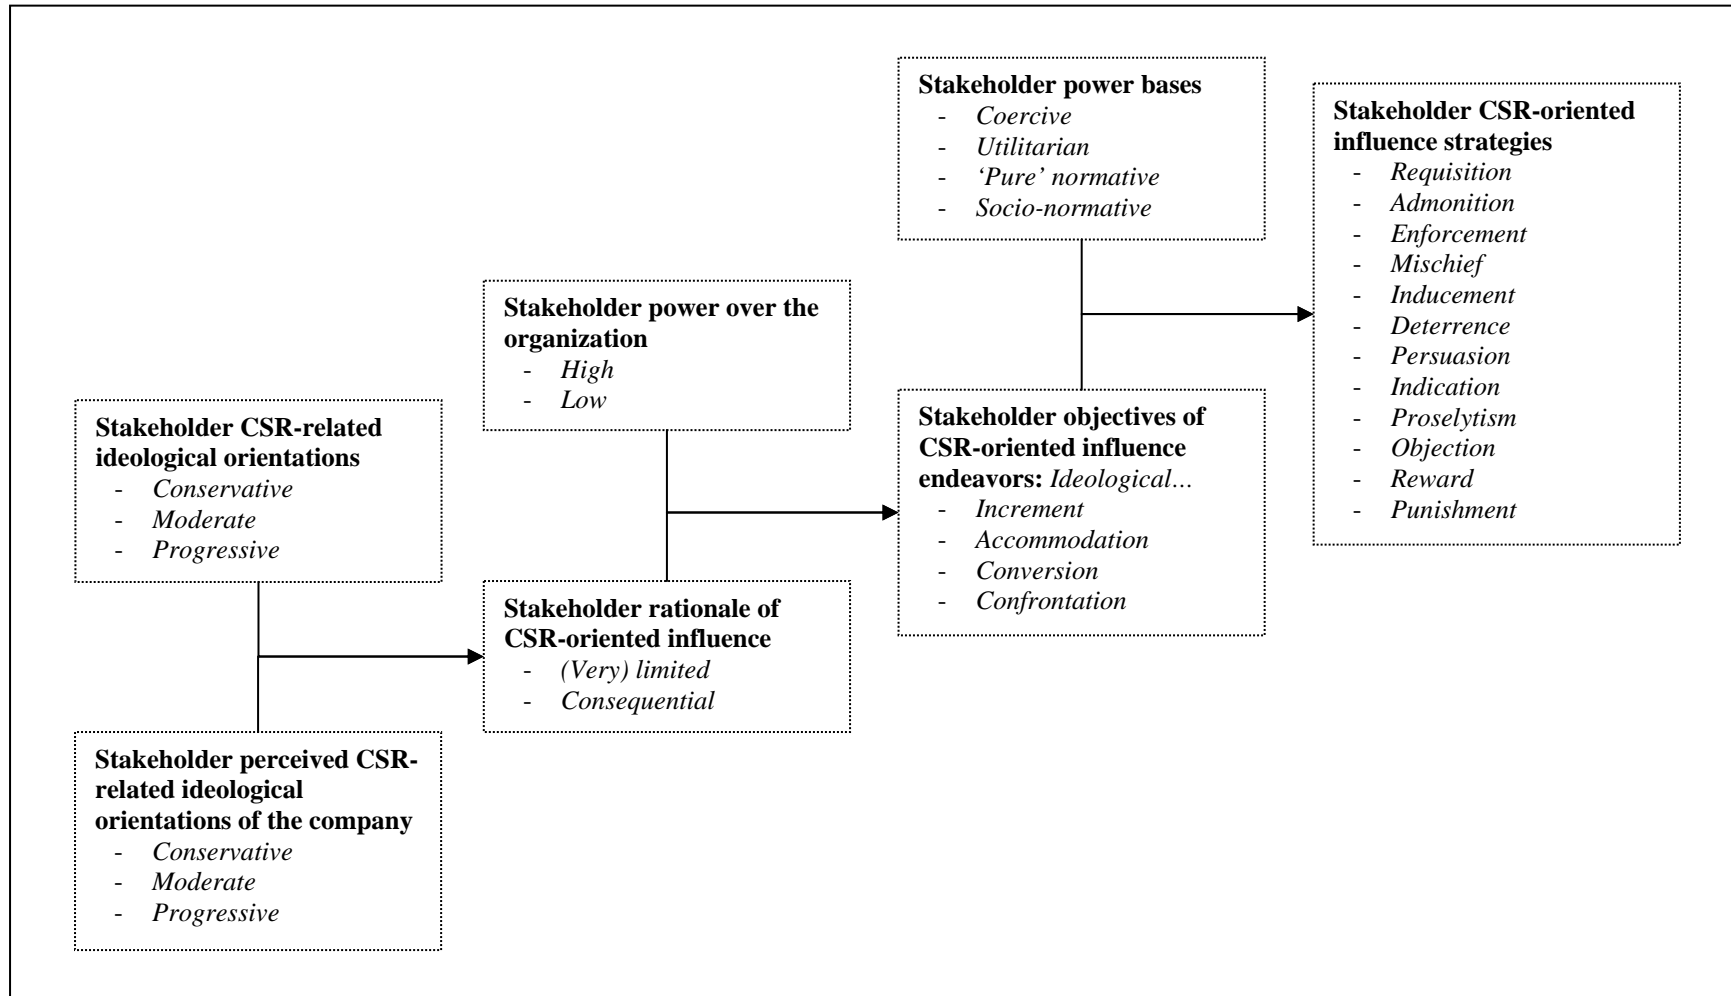 Stakeholder CSR-related
ideological orientations
- Conservative
- Moderate
- Progressive
Stakeholder perceived CSR-
related ideological
orientations of the company
- Conservative
- Moderate
- Progressive
Stakeholder power over the
organization
- High
- Low
Stakeholder rationale of
CSR-oriented influence
- (Very) limited
- Consequential
Stakeholder power bases
- Coercive
- Utilitarian
- ‘Pure’ normative
- Socio-normative
Stakeholder objectives of
CSR-oriented influence
endeavors: Ideological…
- Increment
- Accommodation
- Conversion
- Confrontation
Stakeholder CSR-oriented
influence strategies
- Requisition
- Admonition
- Enforcement
- Mischief
- Inducement
- Deterrence
- Persuasion
- Indication
- Proselytism
- Objection
- Reward
- Punishment